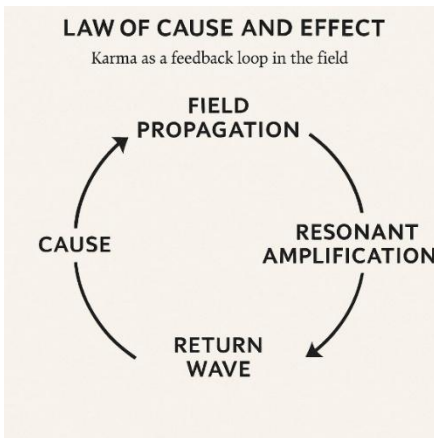 LAW OF CAUSE AND EFFECT
Karma as a feedback loop in the field
FIELD
PROPAGATION
RESONANT
AMPLIFICATION
RETURN
WAVE
CAUSE